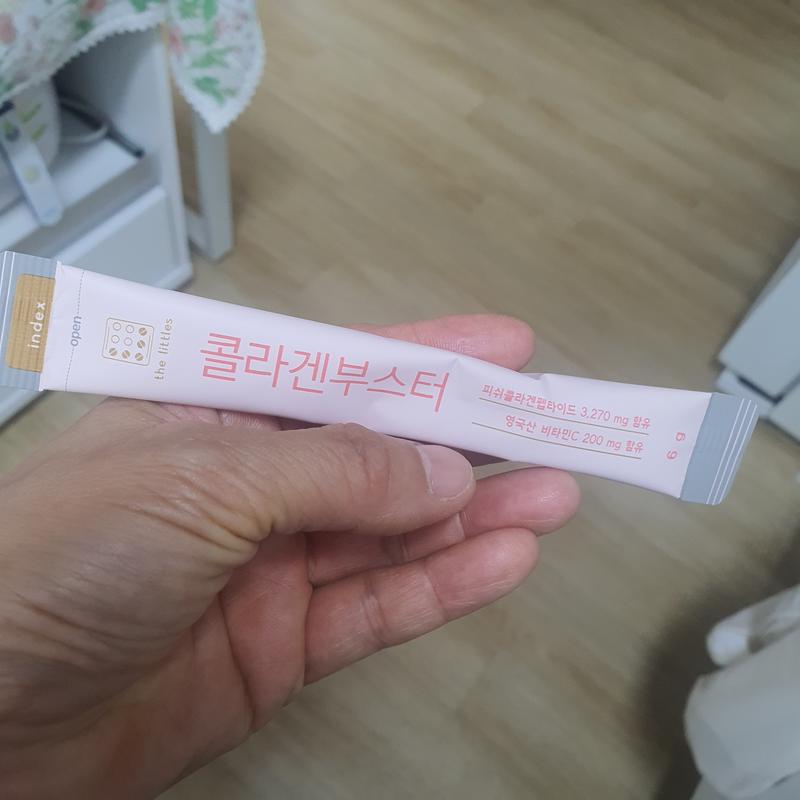 index
open
the littles
콜라겐부스터
피쉬콜라겐펩타이드 3,270 mg 함유
영국산 비타민C 200 mg 함유
6 g